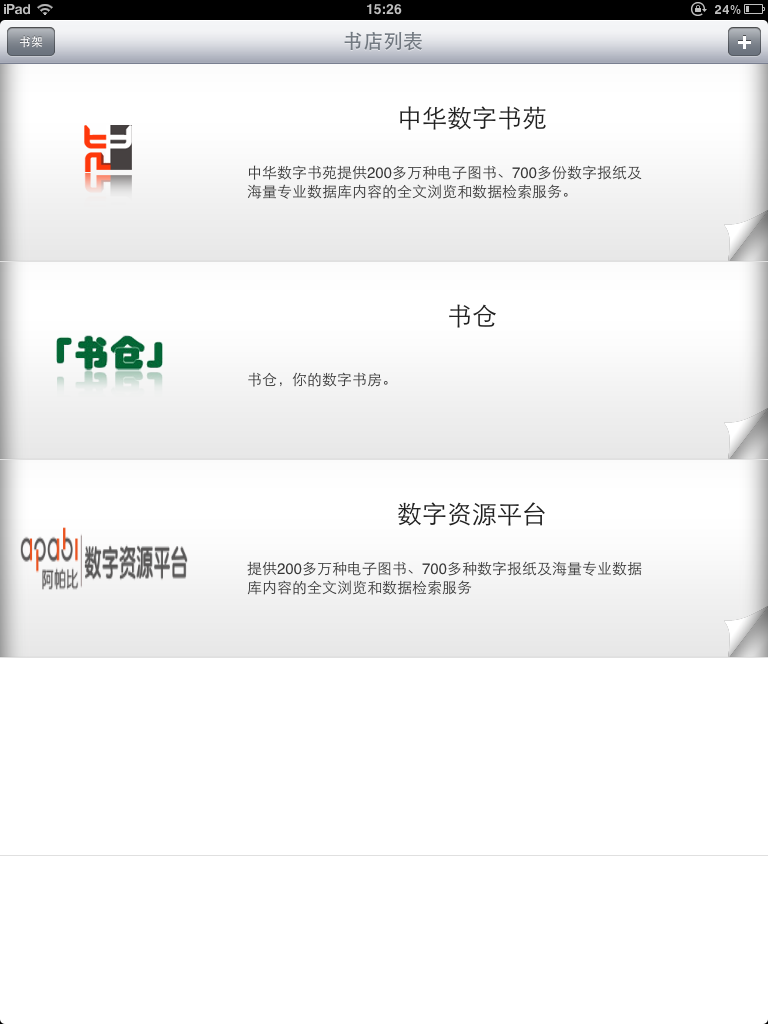 iPad 15:26 24%
书架 书店列表
中华数字书苑
中华数字书苑提供200多万种电子图书、700多份数字报纸及
海量专业数据库内容的全文浏览和数据检索服务。
书仓
「书仓」
书仓，你的数字书房。
数字资源平台
apabi 数字资源平台
阿帕比
提供200多万种电子图书、700多种数字报纸及海量专业数据
库内容的全文浏览和数据检索服务